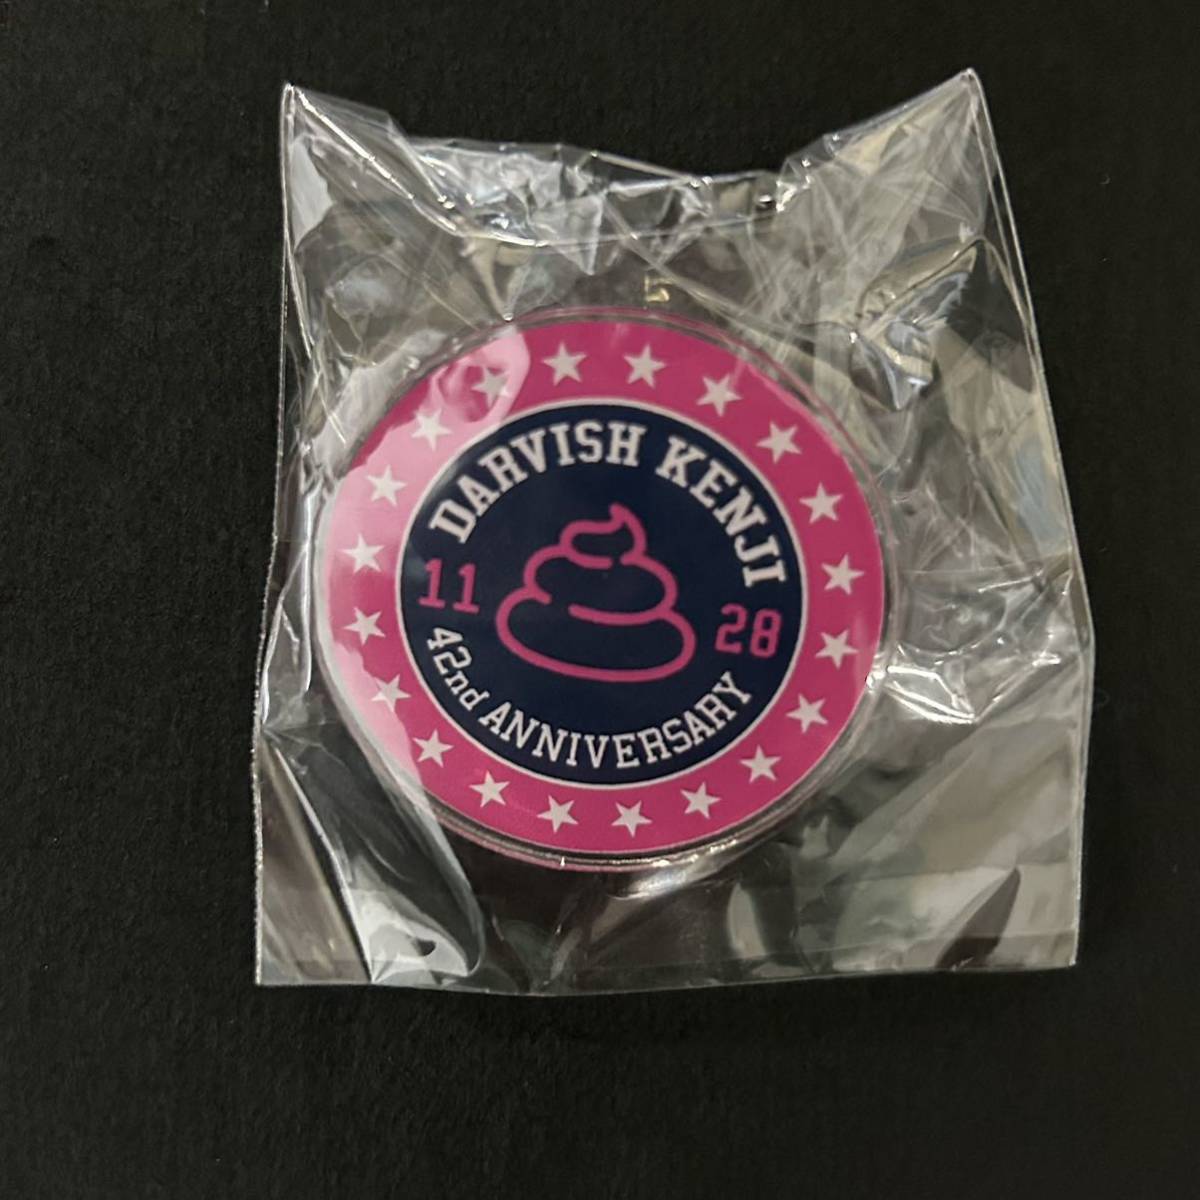 DARVISH KENJI
11
28
42nd ANNIVERSARY